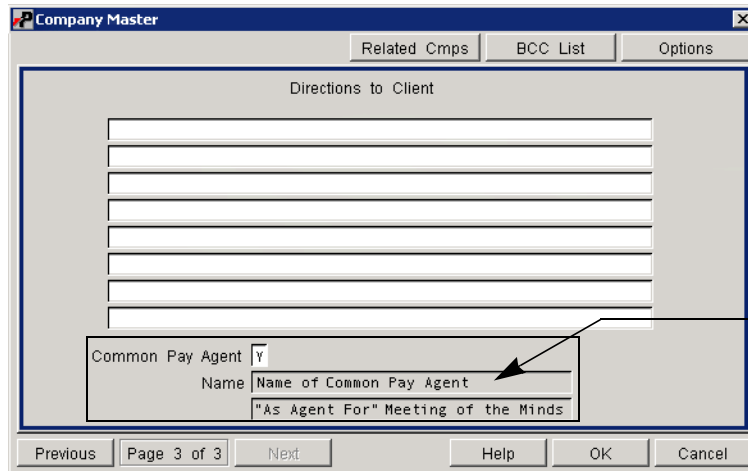 Company Master
Related Cmps BCC List Options
Directions to Client
Common Pay Agent Y
Name Name of Common Pay Agent
"As Agent For" Meeting of the Minds
Previous Page 3 of 3 Next Help OK Cancel